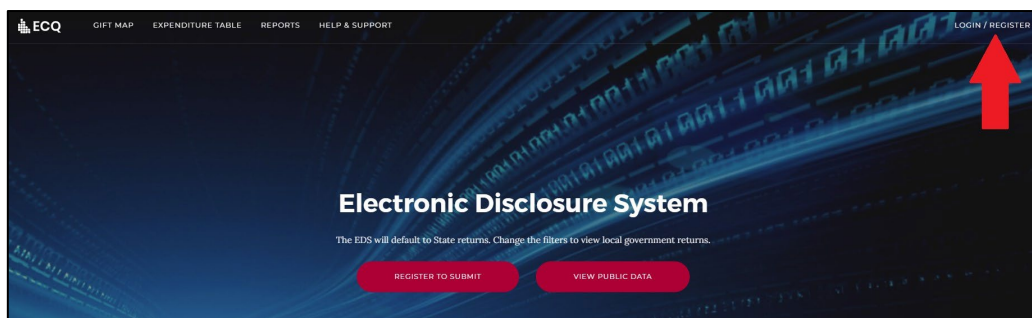 ECQ GIFT MAP EXPENDITURE TABLE REPORTS HELP & SUPPORT LOGIN / REGISTER
Electronic Disclosure System
The EDS will default to State returns. Change the filters to view local government returns.
REGISTER TO SUBMIT VIEW PUBLIC DATA